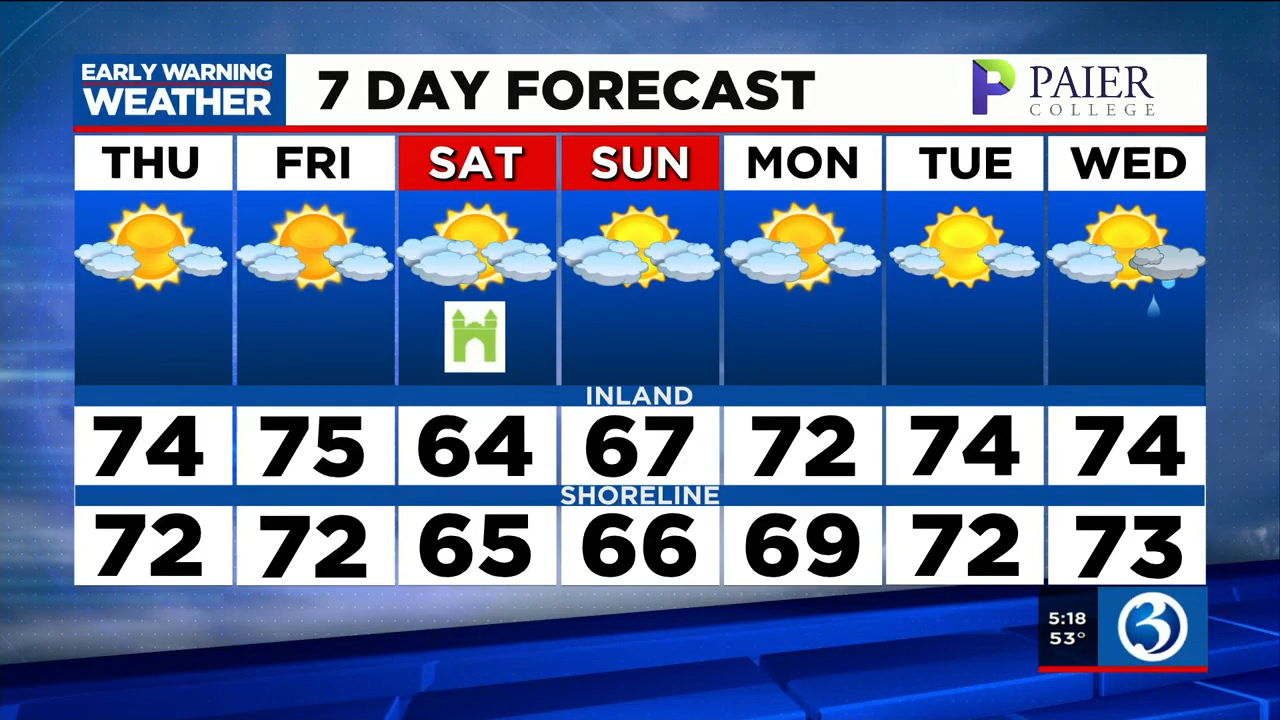 EARLY WARNING
WEATHER
7 DAY FORECAST
PAIER
COLLEGE
THU FRI SAT SUN MON TUE WED
INLAND
74 75 64 67 72 74 74
SHORELINE
72 72 65 66 69 72 73
5:18
53°
3